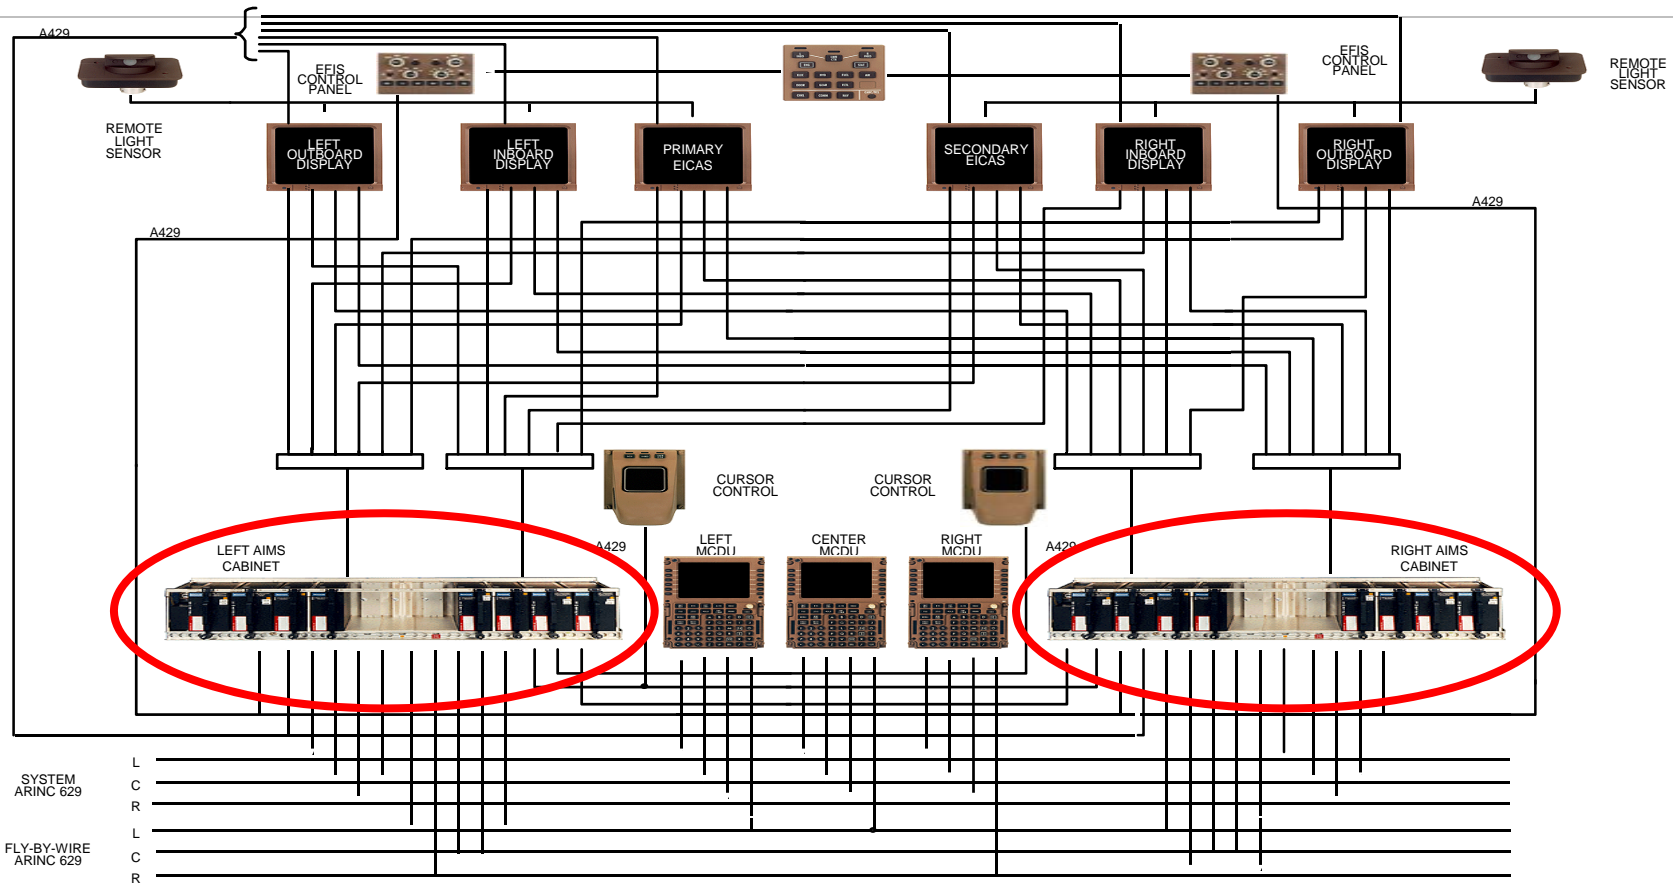 A429
EFIS
CONTROL
PANEL
EFIS
CONTROL
PANEL
REMOTE
LIGHT
SENSOR
REMOTE
LIGHT
SENSOR
LEFT
OUTBOARD
DISPLAY
LEFT
INBOARD
DISPLAY
PRIMARY
EICAS
SECONDARY
EICAS
RIGHT
INBOARD
DISPLAY
RIGHT
OUTBOARD
DISPLAY
A429
A429
CURSOR
CONTROL
CURSOR
CONTROL
LEFT AIMS
CABINET
A429
LEFT
MCDU
CENTER
MCDU
RIGHT
MCDU
A429
RIGHT AIMS
CABINET
SYSTEM
ARINC 629
L
C
R
FLY-BY-WIRE
ARINC 629
L
C
R